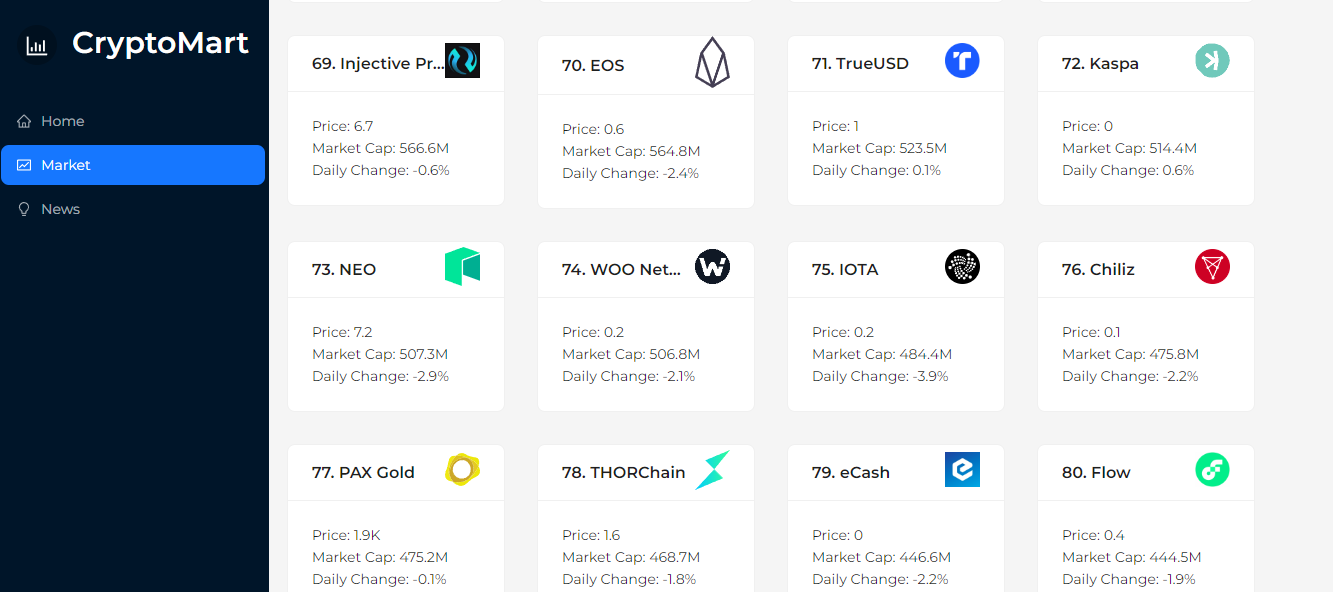 CryptoMart
Home
Market
News
69. Injective Pr...
Price: 6.7
Market Cap: 566.6M
Daily Change: -0.6%
70. EOS
Price: 0.6
Market Cap: 564.8M
Daily Change: -2.4%
71. TrueUSD
Price: 1
Market Cap: 523.5M
Daily Change: 0.1%
72. Kaspa
Price: 0
Market Cap: 514.4M
Daily Change: 0.6%
73. NEO
Price: 7.2
Market Cap: 507.3M
Daily Change: -2.9%
74. WOO Net...
Price: 0.2
Market Cap: 506.8M
Daily Change: -2.1%
75. IOTA
Price: 0.2
Market Cap: 484.4M
Daily Change: -3.9%
76. Chiliz
Price: 0.1
Market Cap: 475.8M
Daily Change: -2.2%
77. PAX Gold
Price: 1.9K
Market Cap: 475.2M
Daily Change: -0.1%
78. THORChain
Price: 1.6
Market Cap: 468.7M
Daily Change: -1.8%
79. eCash
Price: 0
Market Cap: 446.6M
Daily Change: -2.2%
80. Flow
Price: 0.4
Market Cap: 444.5M
Daily Change: -1.9%